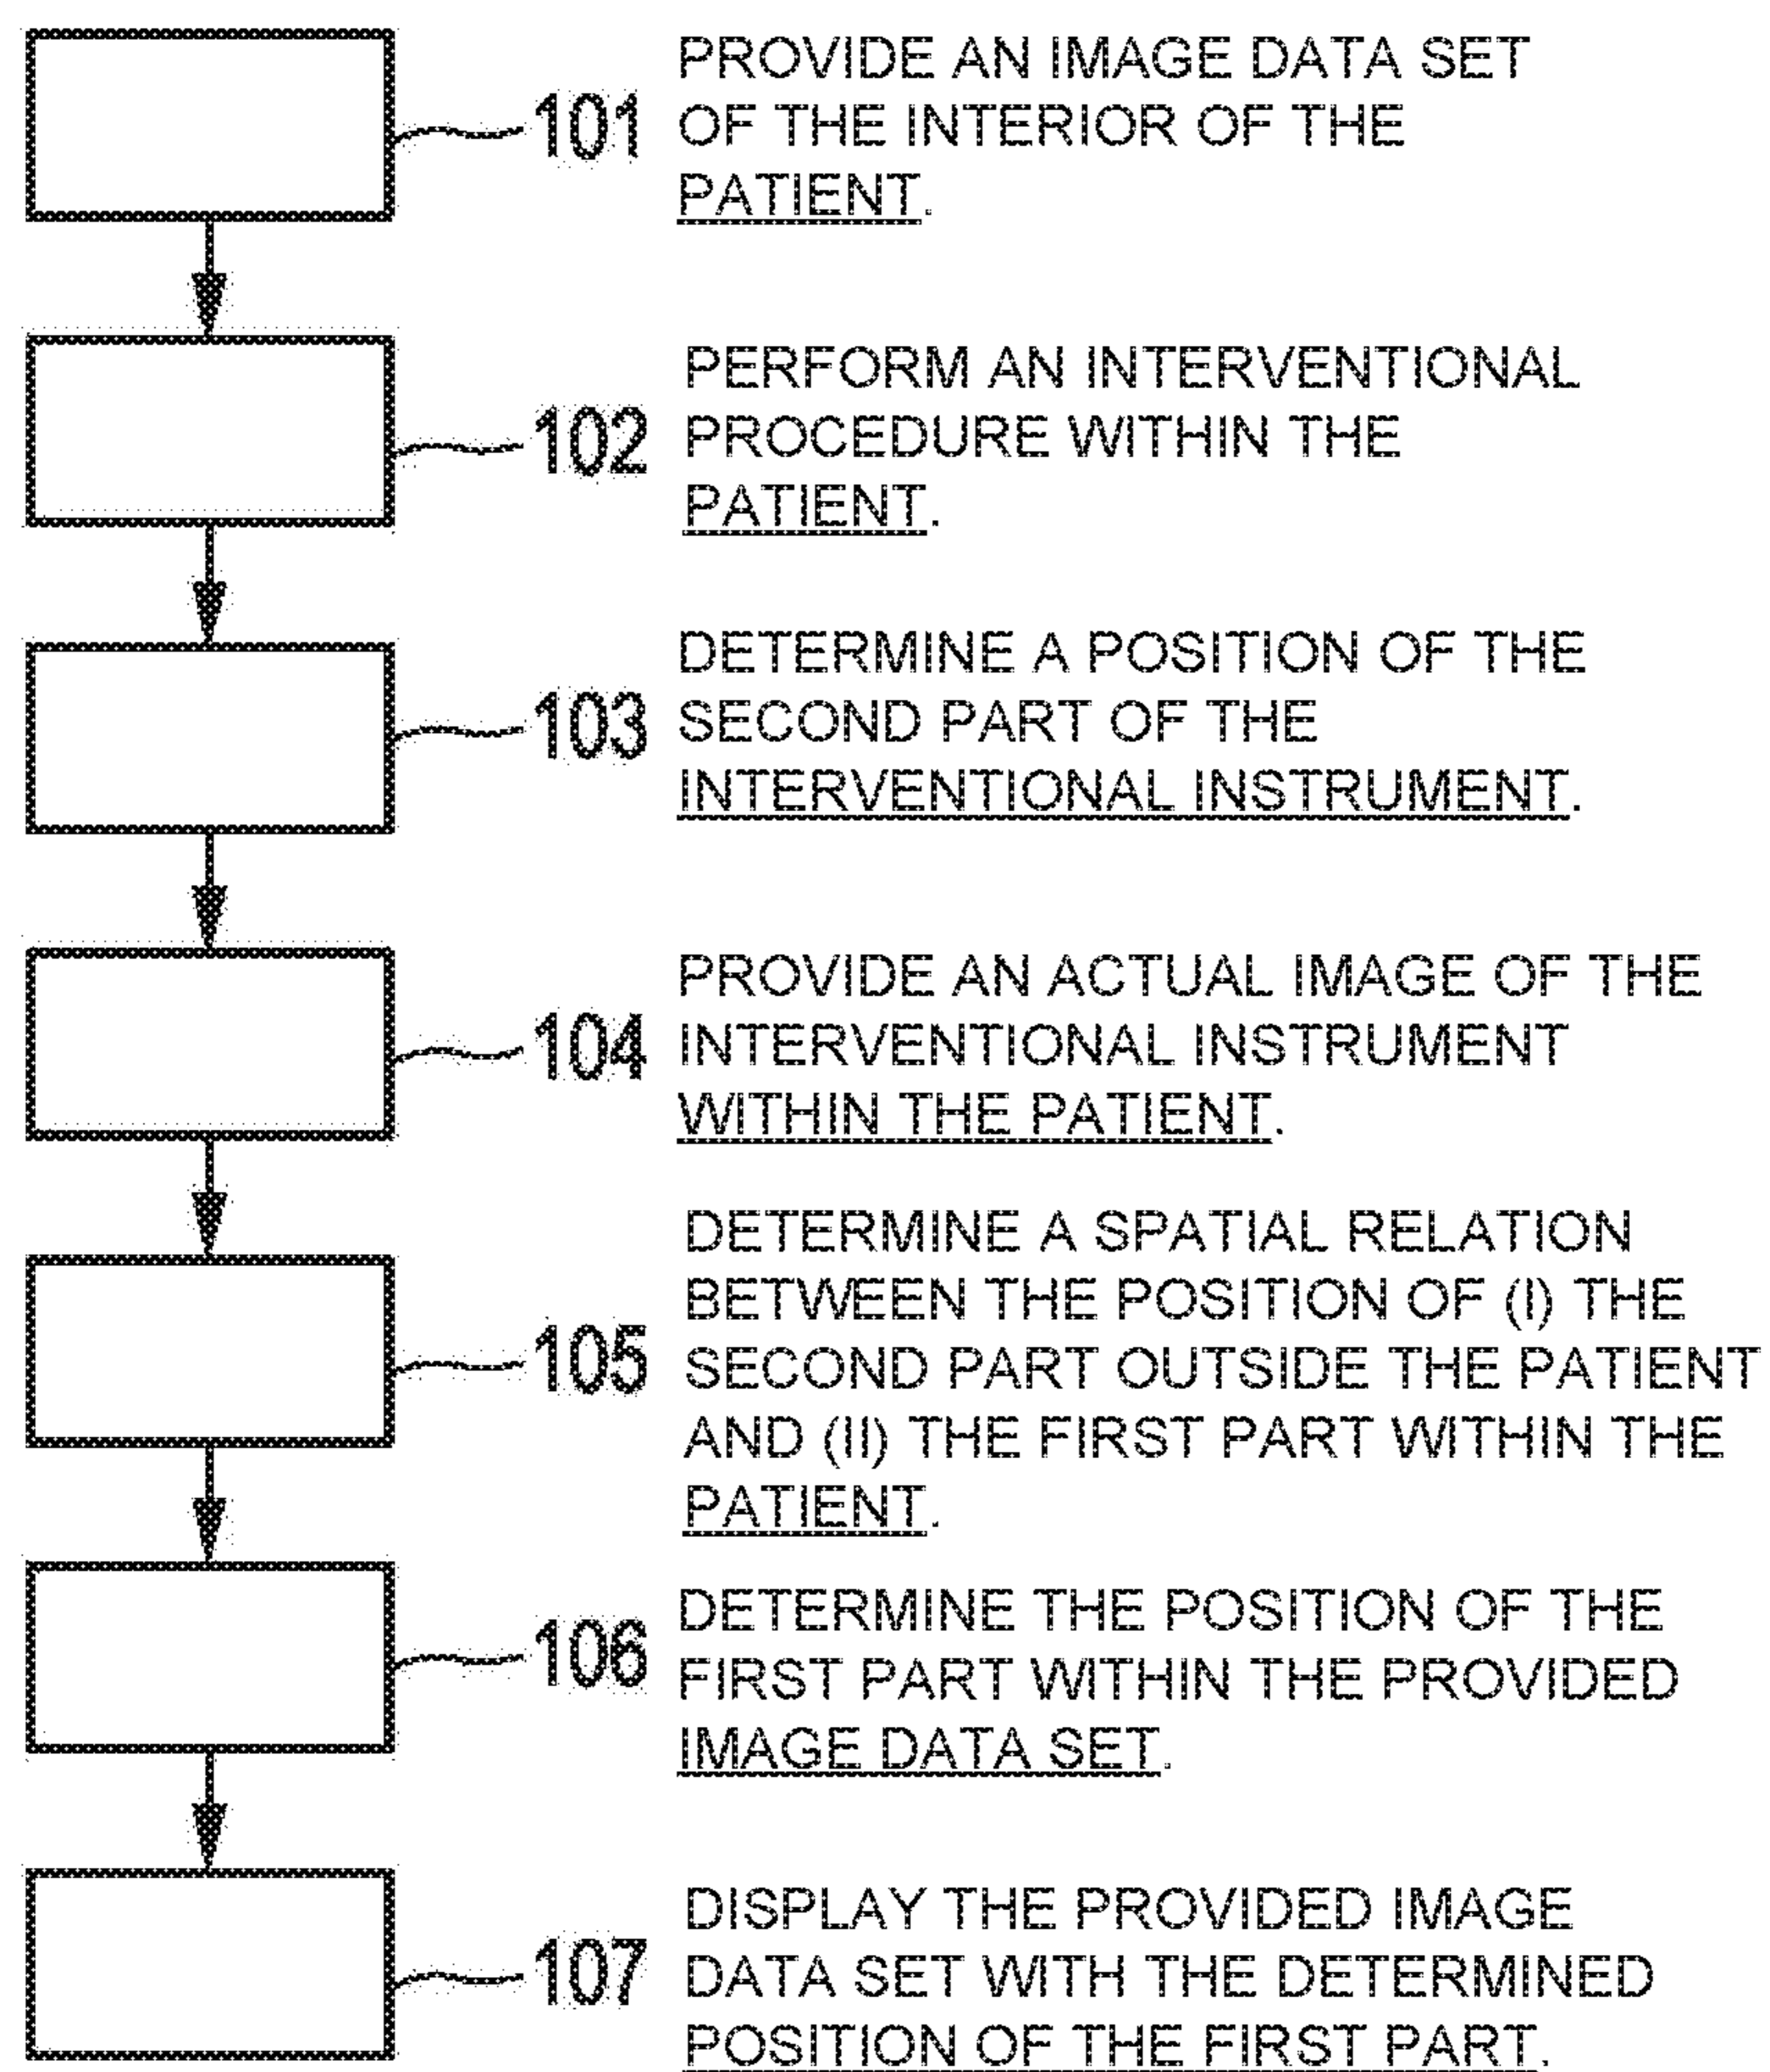 101 PROVIDE AN IMAGE DATA SET
OF THE INTERIOR OF THE
PATIENT.
102 PERFORM AN INTERVENTIONAL
PROCEDURE WITHIN THE
PATIENT.
103 DETERMINE A POSITION OF THE
SECOND PART OF THE
INTERVENTIONAL INSTRUMENT.
104 PROVIDE AN ACTUAL IMAGE OF THE
INTERVENTIONAL INSTRUMENT
WITHIN THE PATIENT.
105 DETERMINE A SPATIAL RELATION
BETWEEN THE POSITION OF (I) THE
SECOND PART OUTSIDE THE PATIENT
AND (II) THE FIRST PART WITHIN THE
PATIENT.
106 DETERMINE THE POSITION OF THE
FIRST PART WITHIN THE PROVIDED
IMAGE DATA SET.
107 DISPLAY THE PROVIDED IMAGE
DATA SET WITH THE DETERMINED
POSITION OF THE FIRST PART.